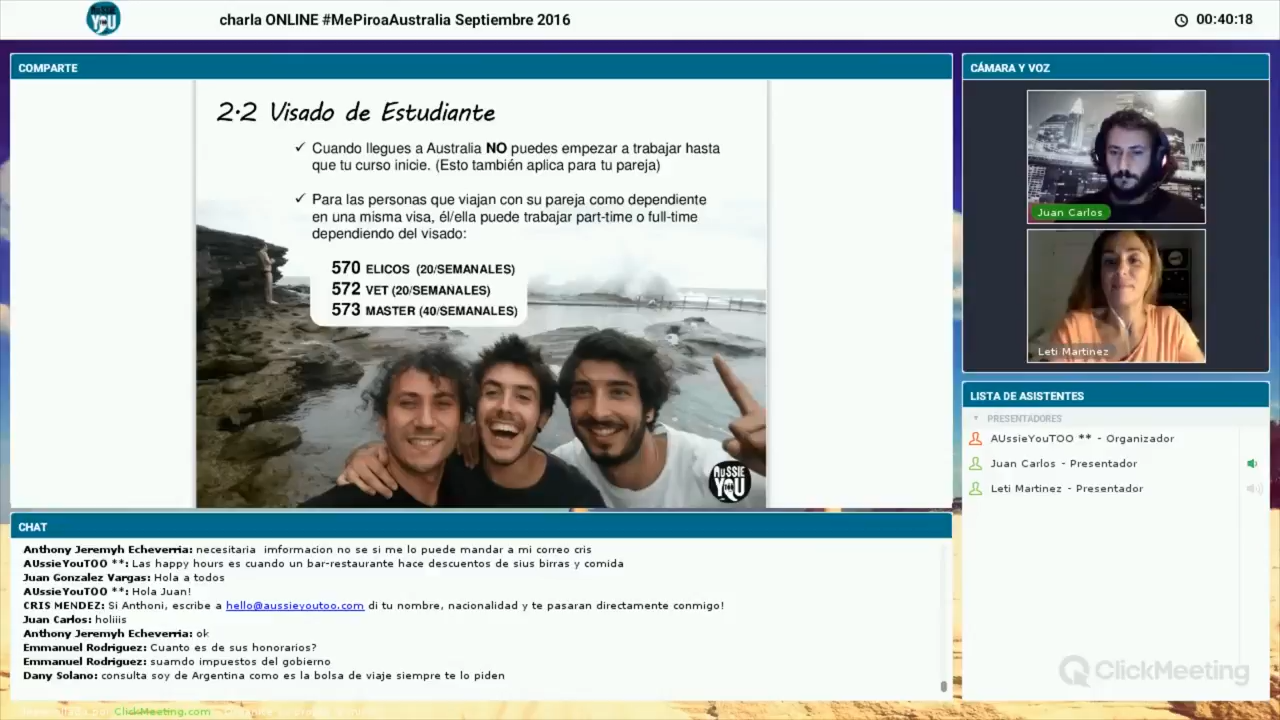 AUSSIE
YOU
charla ONLINE #MePiroaAustralia Septiembre 2016
00:40:18
COMPARTE
2.2 Visado de Estudiante
✓ Cuando llegues a Australia NO puedes empezar a trabajar hasta
que tu curso inicie. (Esto también aplica para tu pareja)
✓ Para las personas que viajan con su pareja como dependiente
en una misma visa, él/ella puede trabajar part-time o full-time
dependiendo del visado:
570 ELICOS (20/SEMANALES)
572 VET (20/SEMANALES)
573 MASTER (40/SEMANALES)
AUSSIE
YOU
CÁMARA Y VOZ
Juan Carlos
Leti Martinez
LISTA DE ASISTENTES
PRESENTADORES
AUssieYouTOO ** - Organizador
Juan Carlos - Presentador
Leti Martinez - Presentador
CHAT
Anthony Jeremyh Echeverria: necesitaria imformacion no se si me lo puede mandar a mi correo cris
AUssieYouTOO **: Las happy hours es cuando un bar-restaurante hace descuentos de sius birras y comida
Juan Gonzalez Vargas: Hola a todos
AUssieYouTOO **: Hola Juan!
CRIS MENDEZ: Si Anthoni, escribe a hello@aussieyoutoo.com di tu nombre, nacionalidad y te pasaran directamente conmigo!
Juan Carlos: holiiis
Anthony Jeremyh Echeverria: ok
Emmanuel Rodriguez: Cuanto es de sus honorarios?
Emmanuel Rodriguez: suamdo impuestos del gobierno
Dany Solano: consulta soy de Argentina como es la bolsa de viaje siempre te lo piden
ClickMeeting
ClickMeeting.com